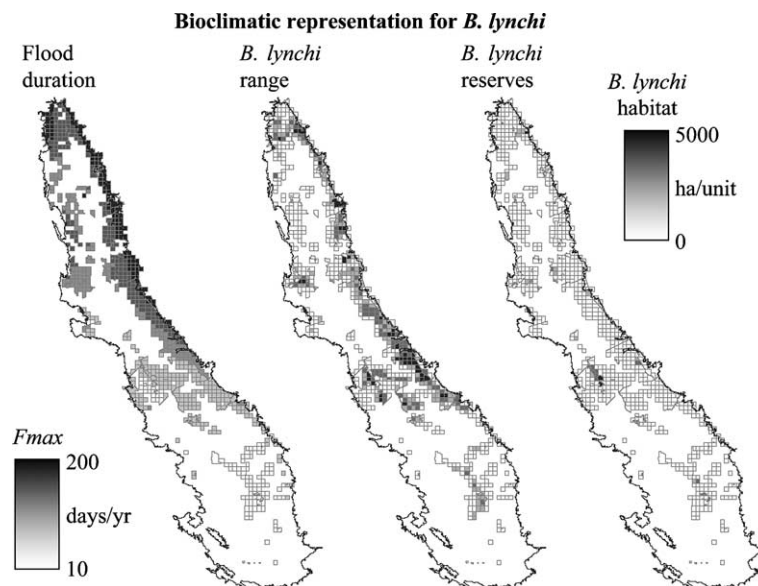 Bioclimatic representation for B. lynchi
Flood
duration
B. lynchi
range
B. lynchi
reserves
B. lynchi
habitat
5000
ha/unit
0
Fmax
200
days/yr
10